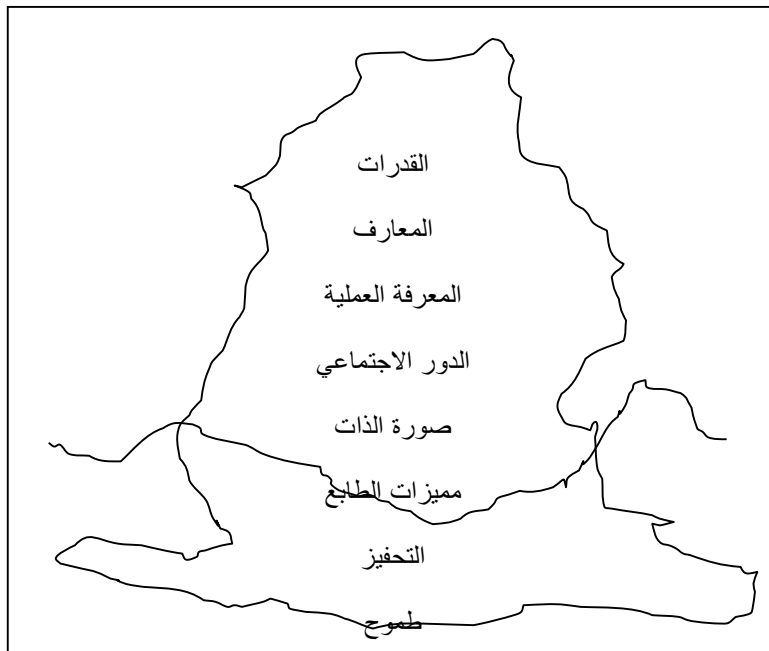 القدرات
المعارف
المعرفة العملية
الدور الاجتماعي
صورة الذات
مميزات الطابع
التحفيز
طموح